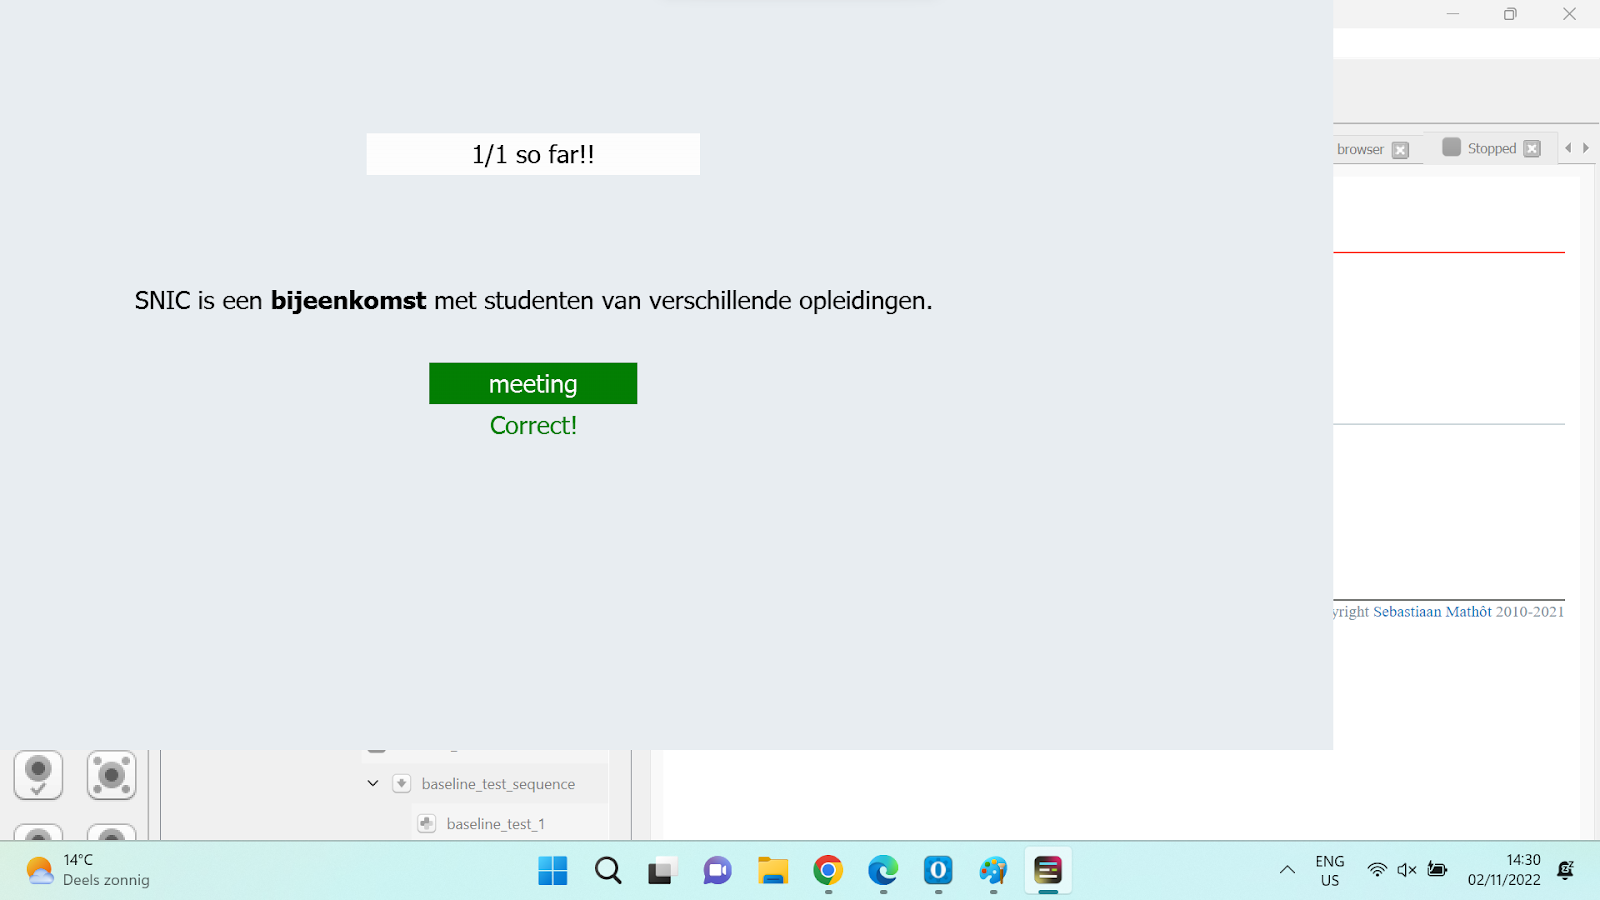 1/1 so far!!
browser
Stopped
SNIC is een bijeenkomst met studenten van verschillende opleidingen.
meeting
Correct!
yright Sebastiaan Mathôt 2010-2021
baseline_test_sequence
baseline_test_1
14°C
Deels zonnig
ENG
US
14:30
02/11/2022